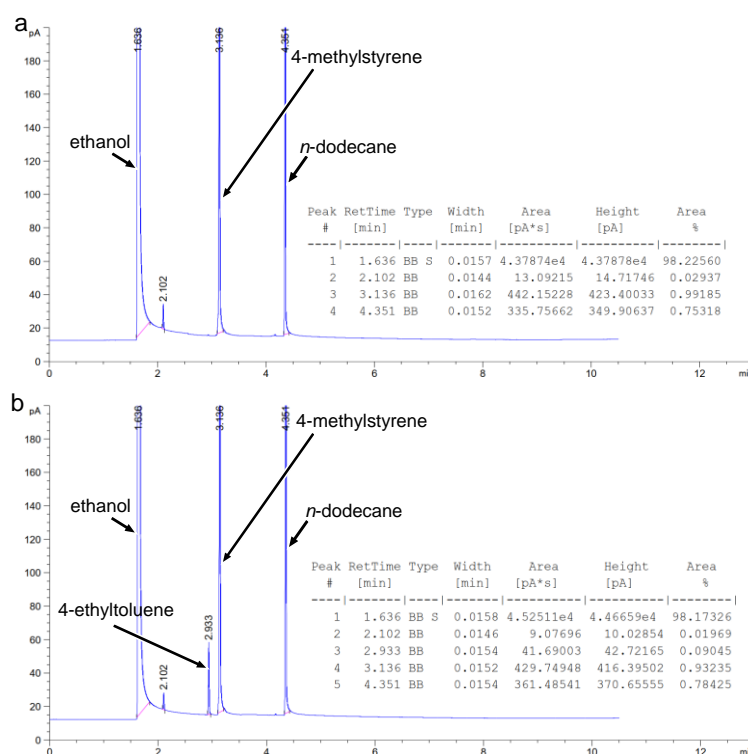 a
pA
1.636
3.136
4.351
4-methylstyrene
180
160
140
ethanol
120
n-dodecane
100
80
60
40
20
0
2.102
Peak RetTime Type Width Area Height Area
# [min] [min] [pA*s] [pA] %
----|-------|----|-------|----------|----------|--------|
1 1.636 BB S 0.0157 4.37874e4 4.37878e4 98.22560
2 2.102 BB 0.0144 13.09215 14.71746 0.02937
3 3.136 BB 0.0162 442.15228 423.40033 0.99185
4 4.351 BB 0.0152 335.75662 349.90637 0.75318
0 2 4 6 8 10 12
b
pA
1.636
3.136
4.351
4-methylstyrene
180
160
140
ethanol
120
n-dodecane
100
80
60
40
20
0
4-ethyltoluene
2.933
2.102
Peak RetTime Type Width Area Height Area
# [min] [min] [pA*s] [pA] %
----|-------|----|-------|----------|----------|--------|
1 1.636 BB S 0.0158 4.52511e4 4.46659e4 98.17326
2 2.102 BB 0.0146 9.07696 10.02854 0.01969
3 2.933 BB 0.0154 41.69003 42.72165 0.09045
4 3.136 BB 0.0152 429.74948 416.39502 0.93235
5 4.351 BB 0.0154 361.48541 370.65555 0.78425
0 2 4 6 8 10 12